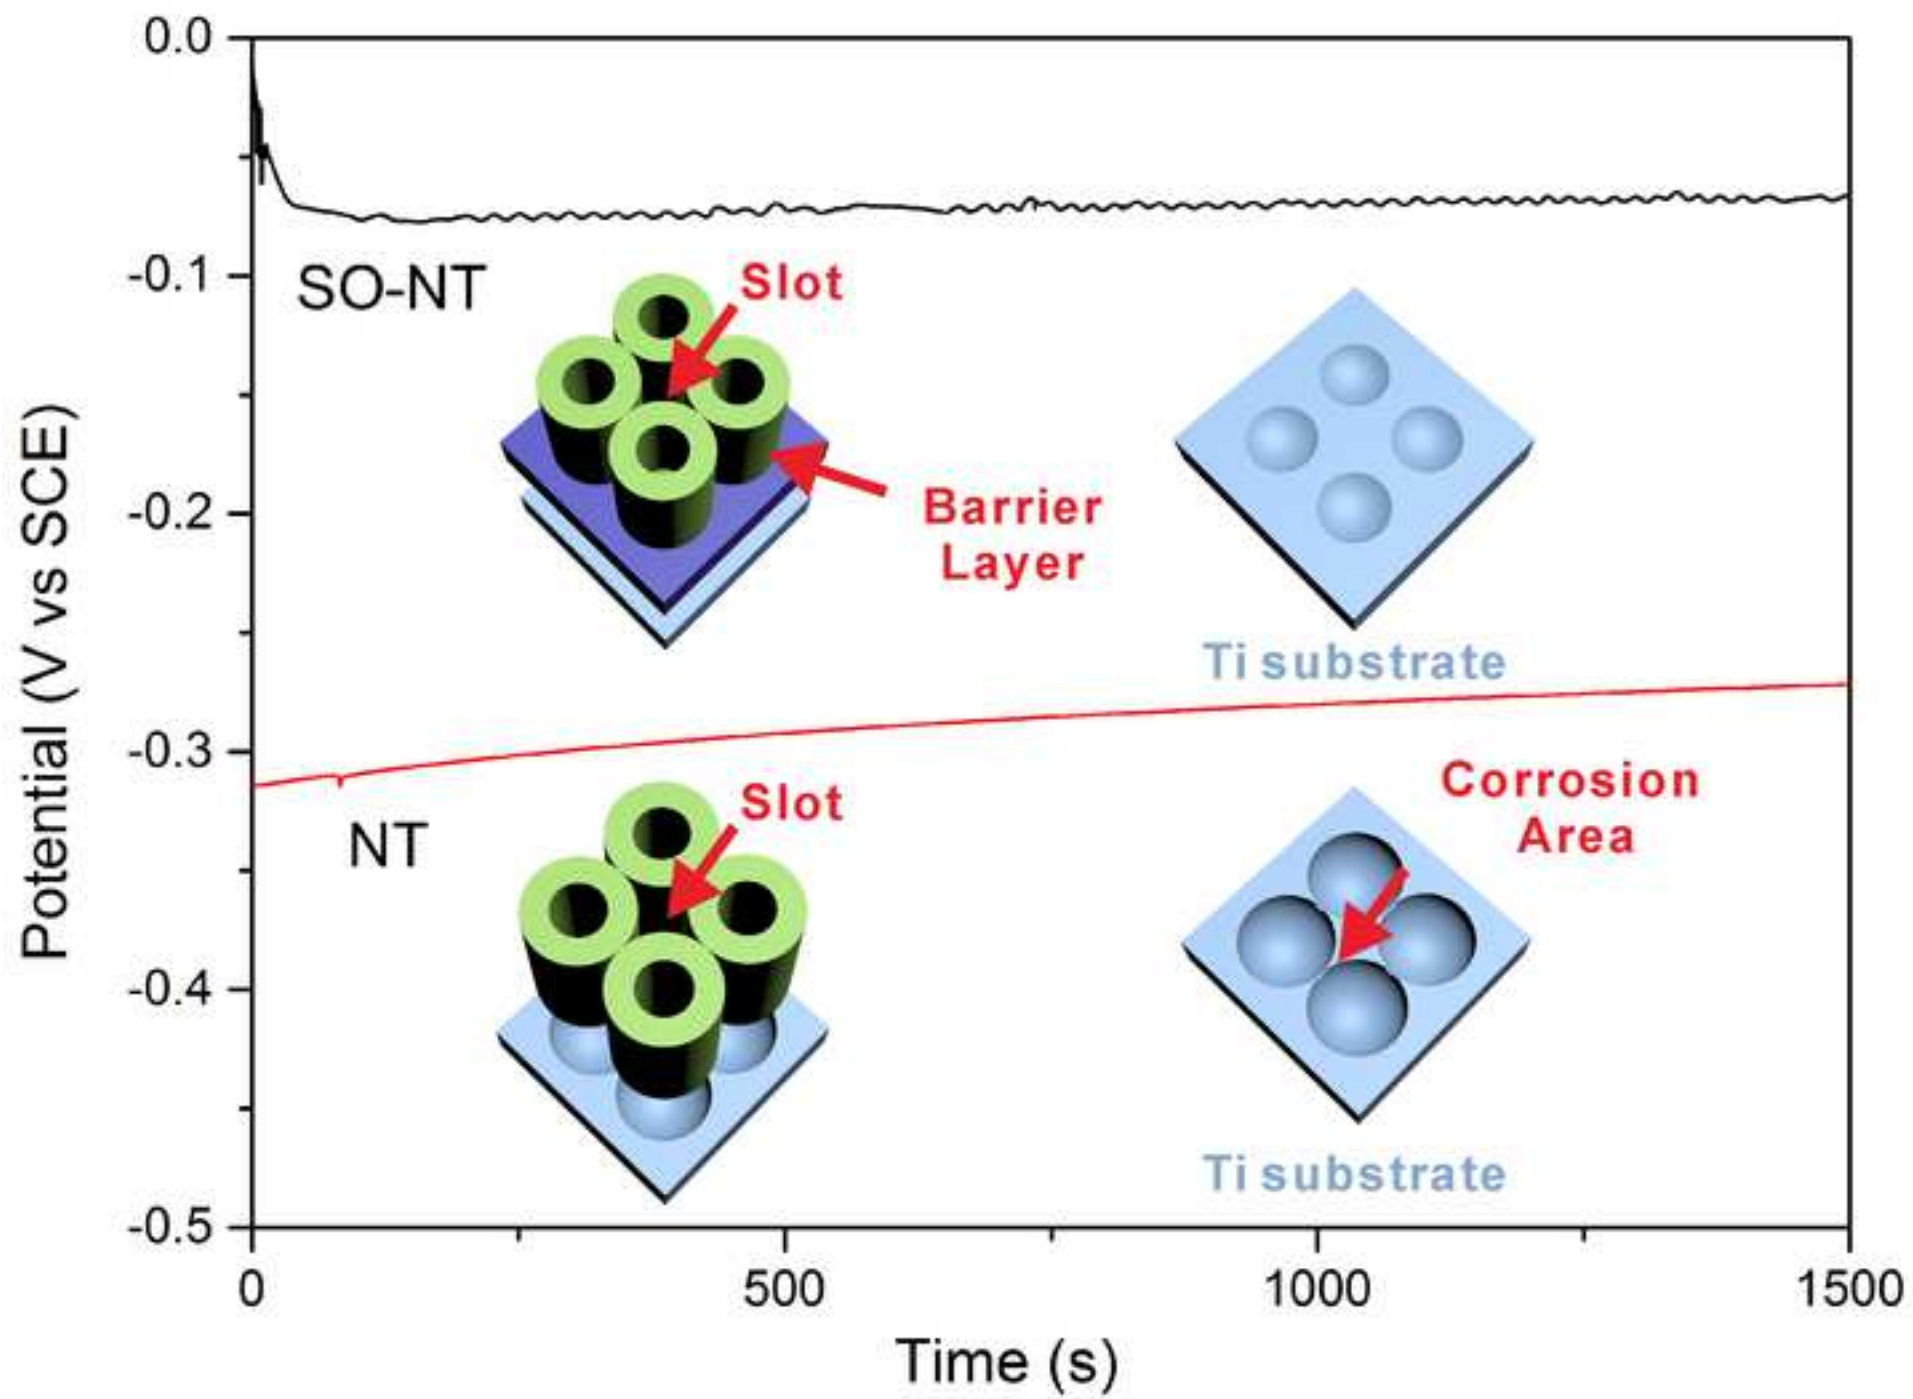 0.0
-0.1
-0.2
-0.3
-0.4
-0.5
Potential (V vs SCE)
SO-NT
Slot
Barrier
Layer
Ti substrate
NT
Slot
Corrosion
Area
Ti substrate
0 500 1000 1500
Time (s)